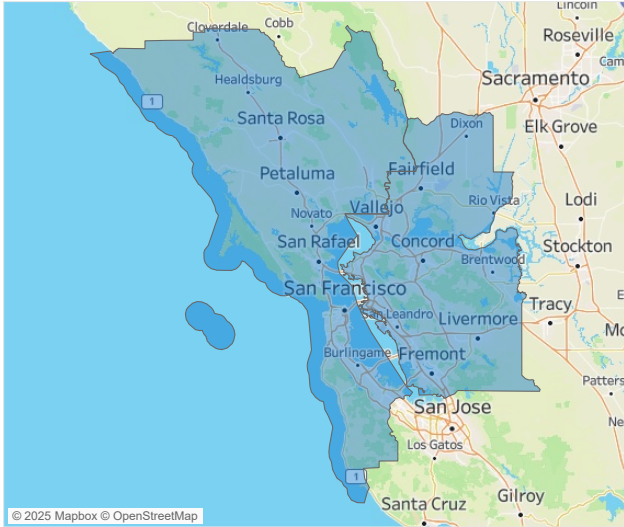 Lincoln
Cloverdale
Cobb
Roseville
Healdsburg
Cam
Sacramento
1
Santa Rosa
Dixon
Elk Grove
Petaluma
Fairfield
Novato
Vallejo
Rio Vista
Lodi
San Rafael
Concord
Stockton
Brentwood
San Francisco
E
San Leandro
Livermore
Tracy
Mo
Burlingame
Fremont
Patters
San Jose
Ne
Los Gatos
1
Santa Cruz
Gilroy
© 2025 Mapbox © OpenStreetMap